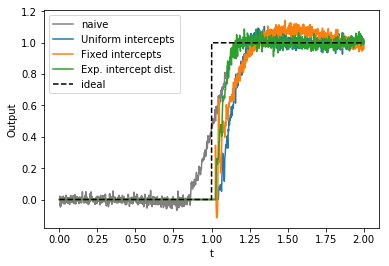 naive
Uniform intercepts
Fixed intercepts
Exp. intercept dist.
ideal
Output
1.2
1.0
0.8
0.6
0.4
0.2
0.0
0.00 0.25 0.50 0.75 1.00 1.25 1.50 1.75 2.00
t